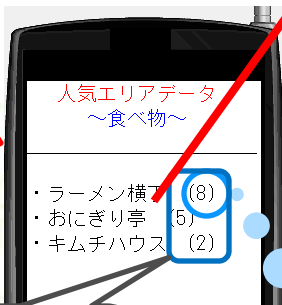 人気エリアデータ
～食べ物～
・ラーメン横丁 (8)
・おにぎり亭 (5)
・キムチハウス (2)